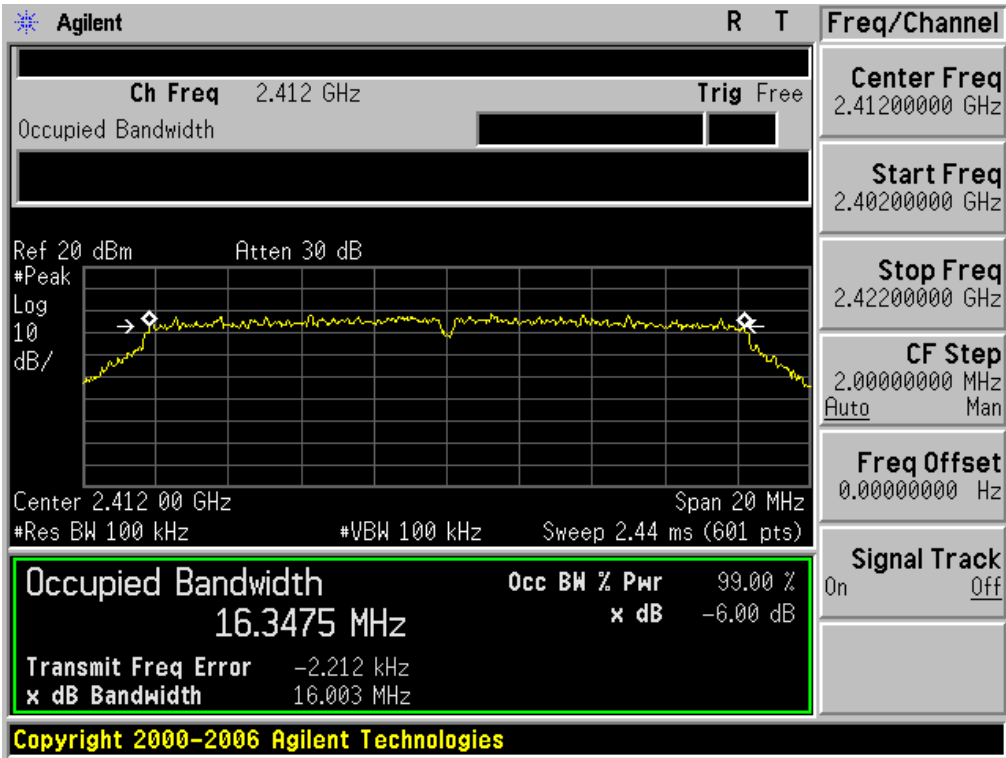 Agilent R T
Ch Freq 2.412 GHz Trig Free
Occupied Bandwidth
Ref 20 dBm Atten 30 dB
#Peak
Log
10
dB/
Center 2.412 00 GHz Span 20 MHz
#Res BW 100 kHz #VBW 100 kHz Sweep 2.44 ms (601 pts)
Occupied Bandwidth Occ BW % Pwr 99.00 %
16.3475 MHz x dB -6.00 dB
Transmit Freq Error -2.212 kHz
x dB Bandwidth 16.003 MHz
Copyright 2000-2006 Agilent Technologies
Freq/Channel
Center Freq
2.41200000 GHz
Start Freq
2.40200000 GHz
Stop Freq
2.42200000 GHz
CF Step
2.00000000 MHz
Auto Man
Freq Offset
0.00000000 Hz
Signal Track
On Off